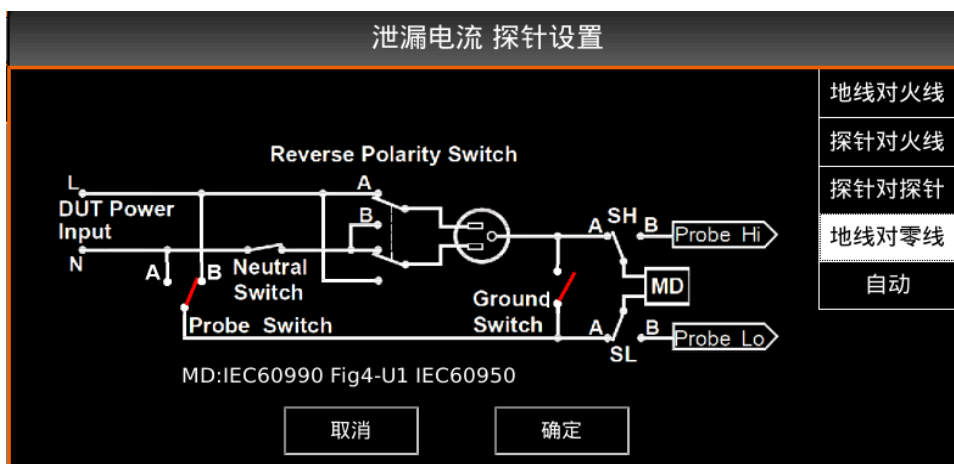 泄漏电流 探针设置
地线对火线
探针对火线
探针对探针
地线对零线
自动
Reverse Polarity Switch
L
A
DUT Power
Input
B
N
A
B
Neutral
Switch
Probe Switch
Ground
Switch
A
SH
B
Probe Hi
MD
A
B
Probe Lo
SL
MD:IEC60990 Fig4-U1 IEC60950
取消
确定